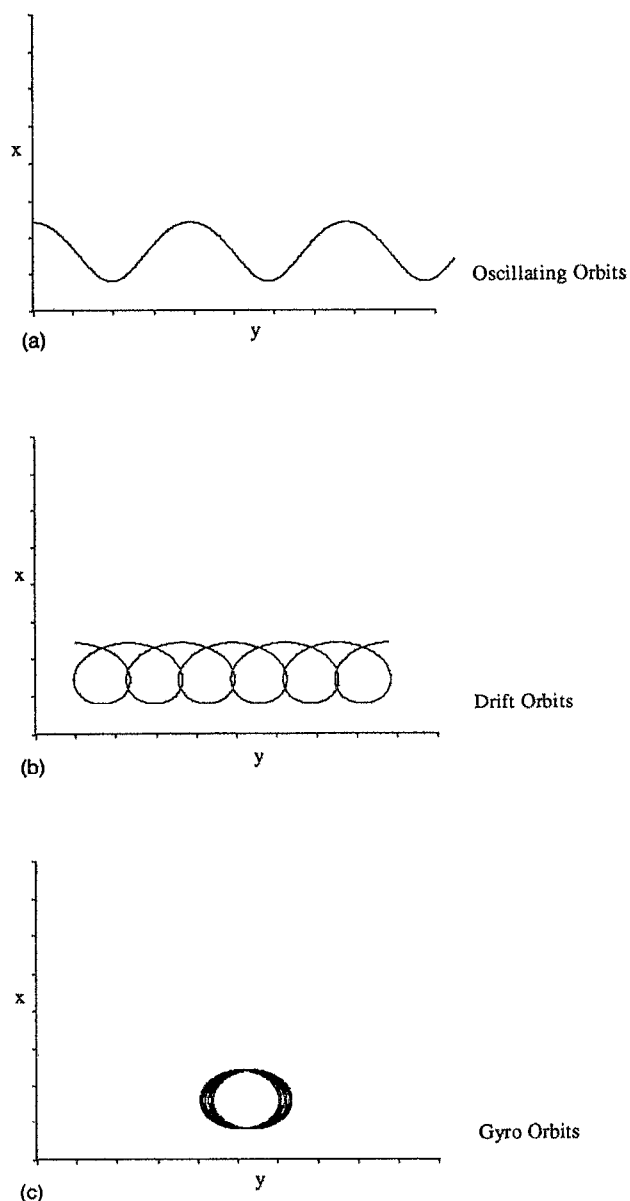 x
Oscillating Orbits
y
(a)
x
Drift Orbits
y
(b)
x
Gyro Orbits
y
(c)